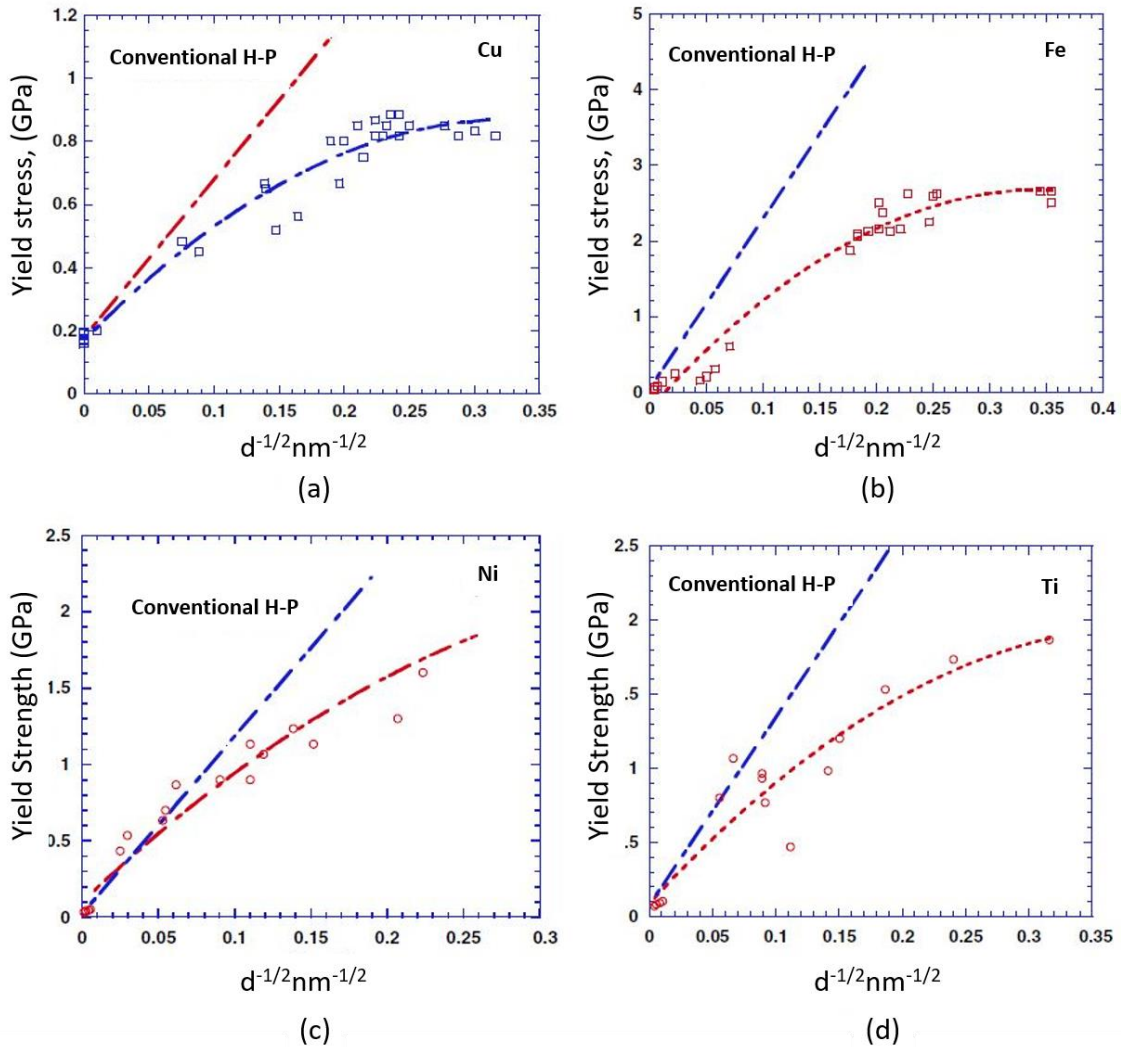 1.2
1
0.8
0.6
0.4
0.2
0
Yield stress, (GPa)
Conventional H-P
Cu
0 0.05 0.1 0.15 0.2 0.25 0.3 0.35
d-1/2nm-1/2
(a)
5
4
3
2
1
0
Yield stress, (GPa)
Conventional H-P
Fe
0 0.05 0.1 0.15 0.2 0.25 0.3 0.35 0.4
d-1/2nm-1/2
(b)
2.5
2
1.5
1
0.5
0
Yield Strength (GPa)
Conventional H-P
Ni
0 0.05 0.1 0.15 0.2 0.25 0.3
d-1/2nm-1/2
(c)
2.5
2
.5
1
.5
0
Yield Strength (GPa)
Conventional H-P
Ti
0 0.05 0.1 0.15 0.2 0.25 0.3 0.35
d-1/2nm-1/2
(d)